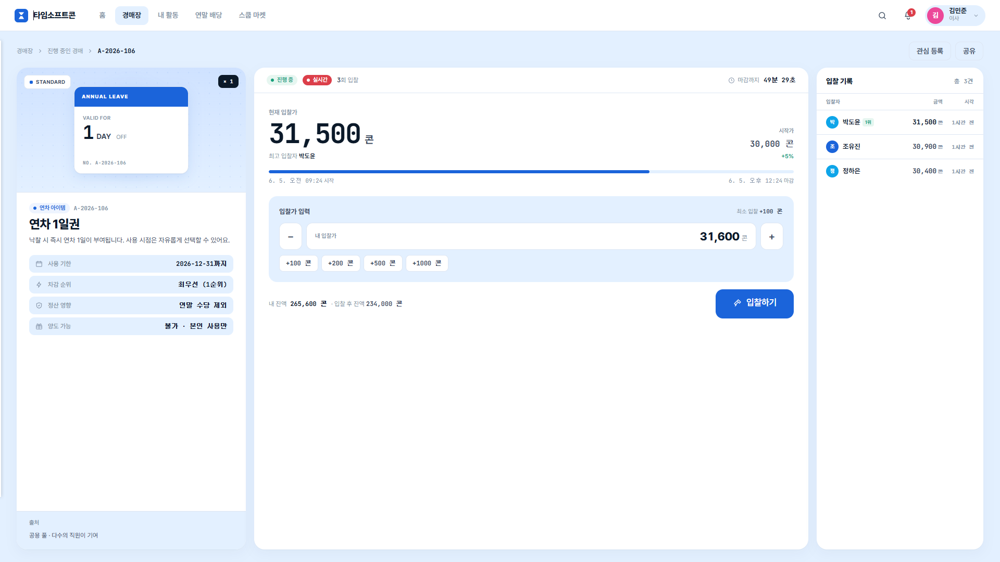 타임소프트콘
홈
경매장
내 활동
연말 배당
스쿱 마켓
1
김
김민준
이사
경매장
진행 중인 경매
A-2026-106
관심 등록
공유
STANDARD
× 1
ANNUAL LEAVE
VALID FOR
1 DAY OFF
NO. A-2026-106
연차 아이템
A-2026-106
연차 1일권
낙찰 시 즉시 연차 1일이 부여됩니다. 사용 시점은 자유롭게 선택할 수 있어요.
사용 기한
2026-12-31까지
차감 순위
최우선 (1순위)
정산 영향
연말 수당 제외
양도 가능
불가 · 본인 사용만
출처
공용 풀 · 다수의 직원이 기여
진행 중
실시간
3회 입찰
마감까지 49분 29초
현재 입찰가
31,500 콘
최고 입찰자 박도윤
시작가
30,000 콘
+5%
6. 5. 오전 09:24 시작
6. 5. 오후 12:24 마감
입찰가 입력
최소 입찰 +100 콘
−
내 입찰가
31,600 콘
+
+100 콘
+200 콘
+500 콘
+1000 콘
내 잔액 265,600 콘 · 입찰 후 잔액 234,000 콘
입찰하기
입찰 기록
총 3건
입찰자
금액
시각
박
박도윤
1위
31,500 콘
1시간 전
조
조유진
30,900 콘
1시간 전
정
정하은
30,400 콘
1시간 전